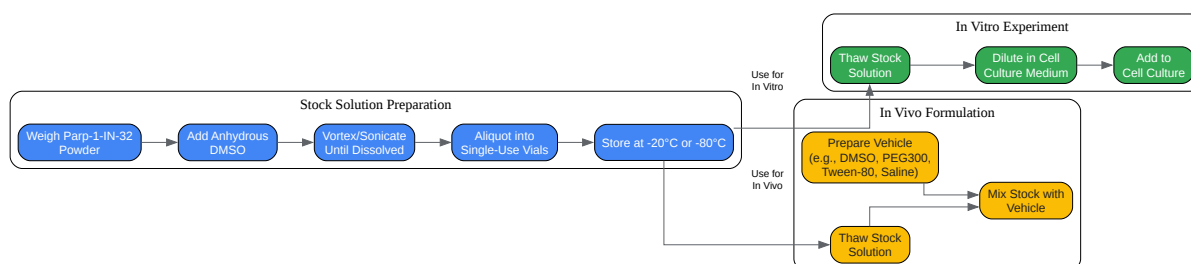 In Vitro Experiment
Thaw Stock
Solution
Dilute in Cell
Culture Medium
Add to
Cell Culture
Use for
In Vitro
Stock Solution Preparation
Weigh Parp-1-IN-32
Powder
Add Anhydrous
DMSO
Vortex/Sonicate
Until Dissolved
Aliquot into
Single-Use Vials
Store at -20°C or -80°C
Use for
In Vivo
In Vivo Formulation
Prepare Vehicle
(e.g., DMSO, PEG300,
Tween-80, Saline)
Mix Stock with
Vehicle
Thaw Stock
Solution